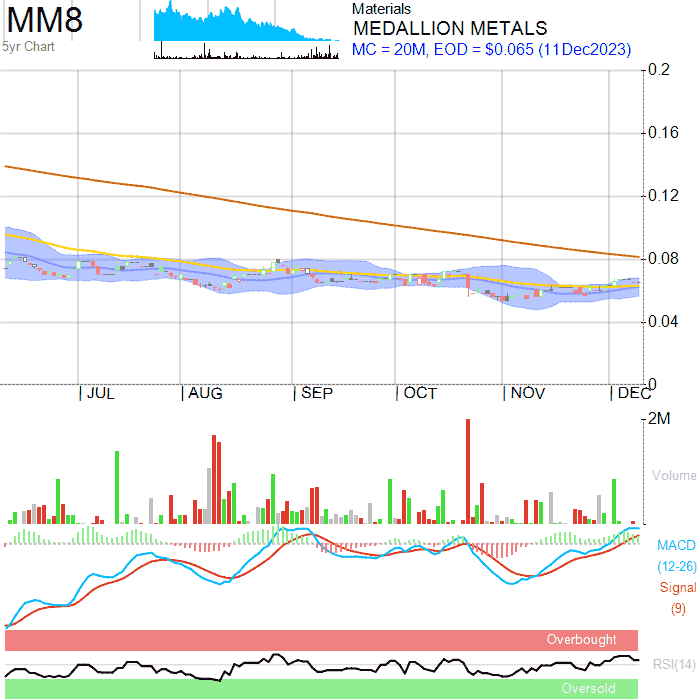 MM8
5yr Chart
Materials
MEDALLION METALS
MC = 20M, EOD = $0.065 (11Dec2023)
0.2
0.16
0.12
0.08
0.04
0
JUL AUG SEP OCT NOV DEC
2M
Volume
MACD
(12-26)
Signal
(9)
Overbought
RSI(14)
Oversold